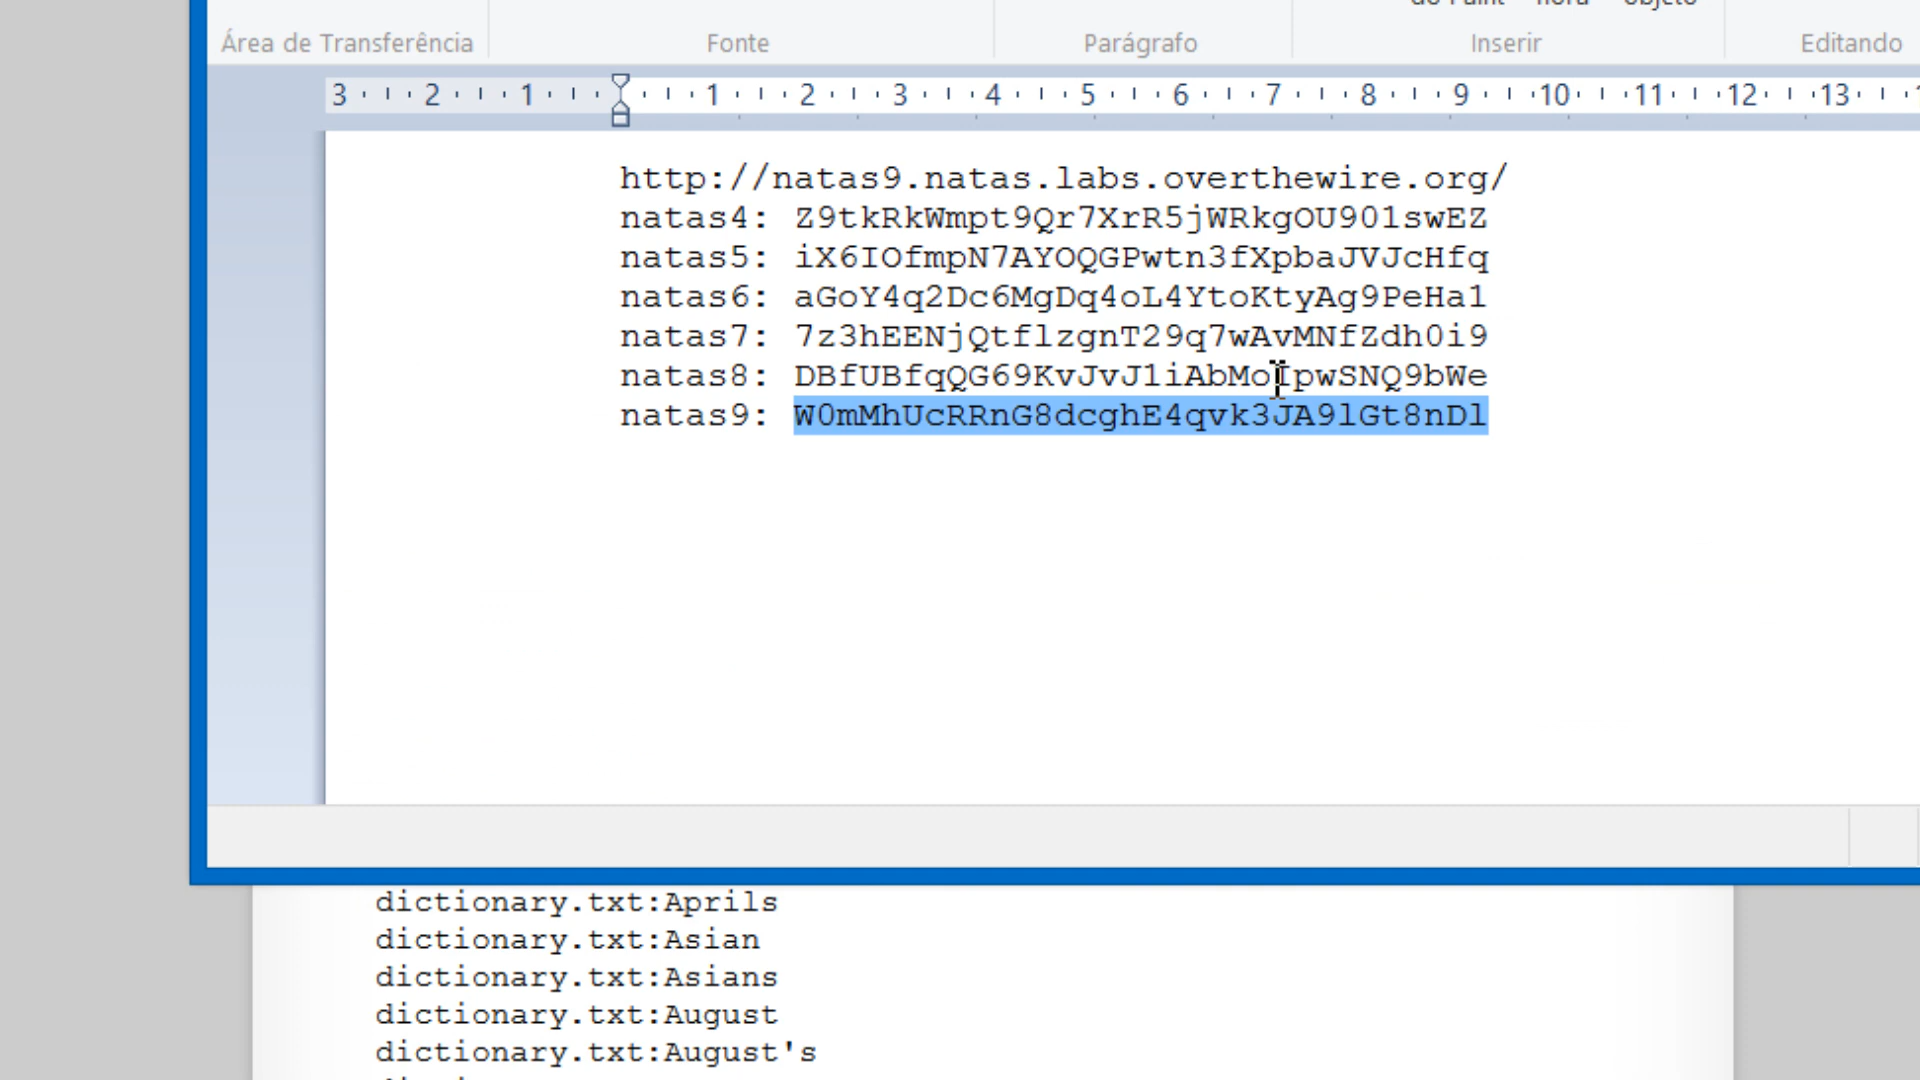 Área de Transferência Fonte Parágrafo Inserir Editando
3 2 1 1 2 3 4 5 6 7 8 9 10 11 12 13
http://natas9.natas.labs.overthewire.org/
natas4: Z9tkRkWmpt9Qr7XrR5jWRkgOU901swEZ
natas5: iX6IOfmpN7AYOQGPwtn3fXpbaJVJcHfq
natas6: aGoY4q2Dc6MgDq4oL4YtoKtyAg9PeHa1
natas7: 7z3hEENjQtflzgnT29q7wAvMNfZdh0i9
natas8: DBfUBfqQG69KvJvJ1iAbMoIpwSNQ9bWe
natas9: W0mMhUcRRnG8dcghE4qvk3JA9lGt8nDl
dictionary.txt:Aprils
dictionary.txt:Asian
dictionary.txt:Asians
dictionary.txt:August
dictionary.txt:August's